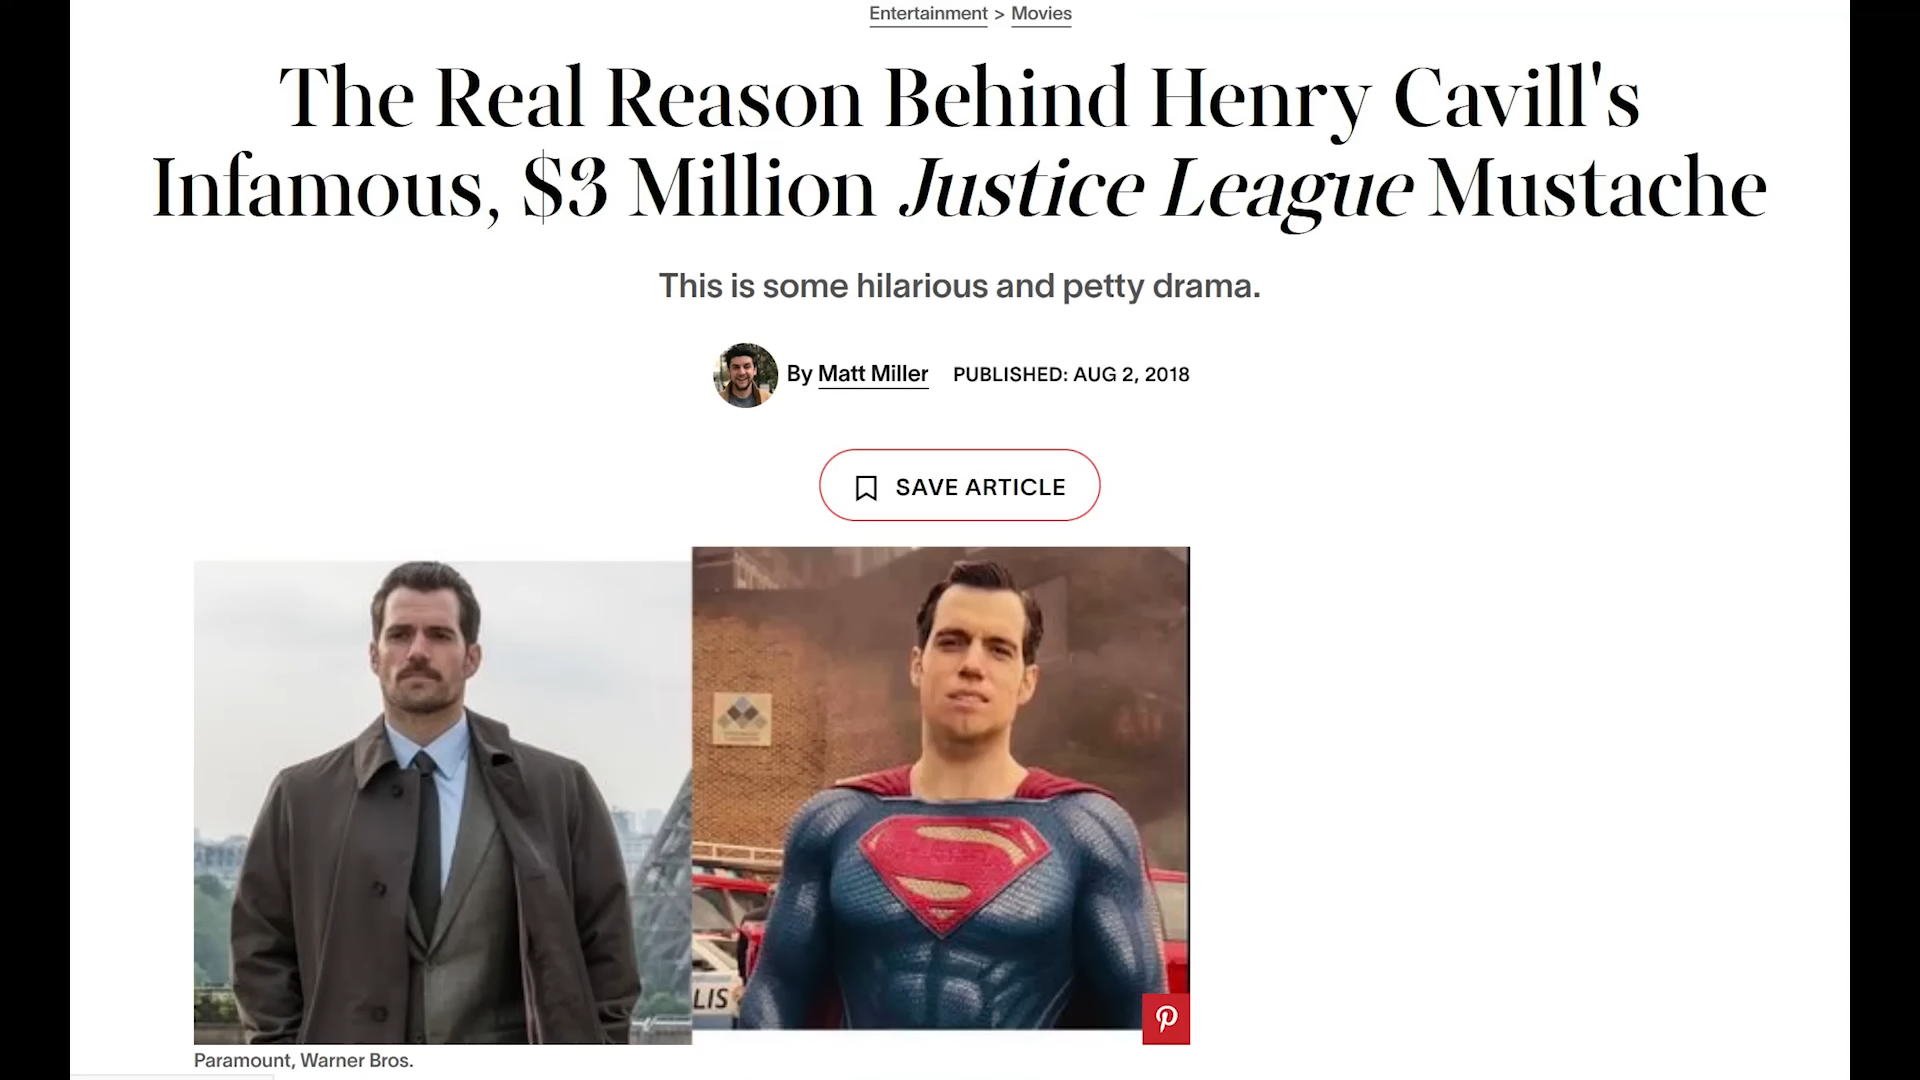 Entertainment > Movies
The Real Reason Behind Henry Cavill's
Infamous, $3 Million Justice League Mustache
This is some hilarious and petty drama.
By Matt Miller PUBLISHED: AUG 2, 2018
SAVE ARTICLE
LIS
Paramount, Warner Bros.